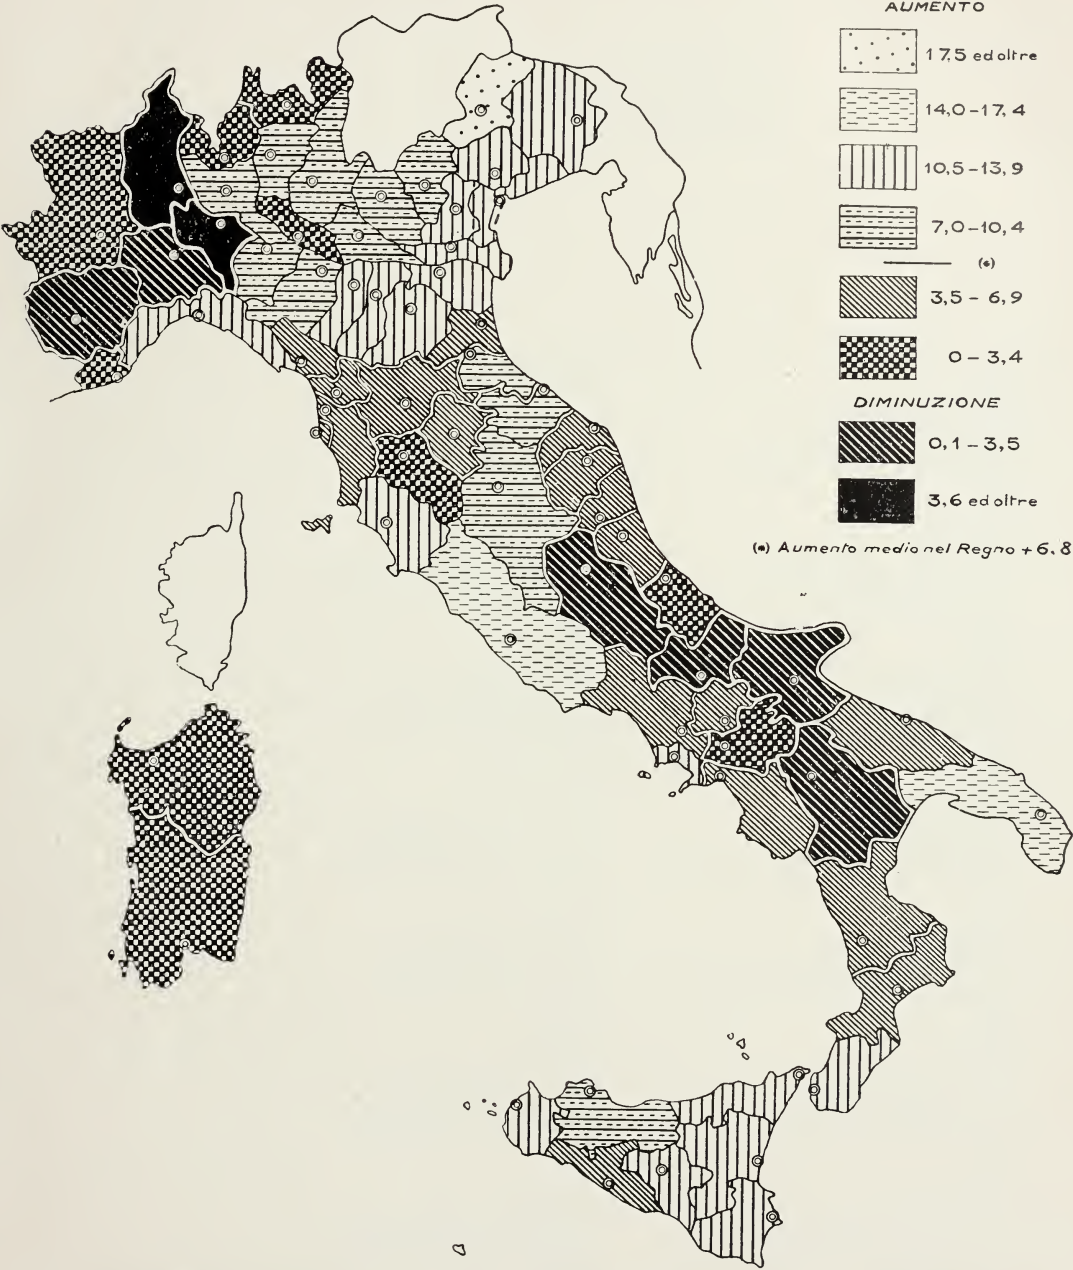 AUMENTO
17,5 ed oltre
14,0-17,4
10,5-13,9
7,0-10,4
(*)
3,5-6,9
0-3,4
DIMINUZIONE
0,1-3,5
3,6 ed oltre
(*) Aumento medio nel Regno +6.8